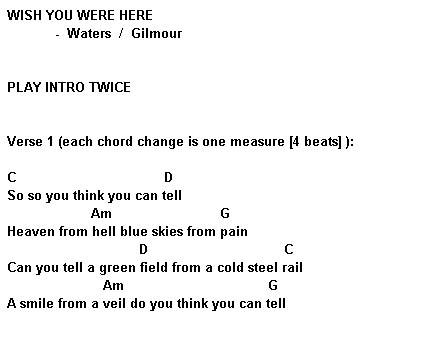 WISH YOU WERE HERE
- Waters / Gilmour
PLAY INTRO TWICE
Verse 1 (each chord change is one measure [4 beats] ):
C D
So so you think you can tell
Am G
Heaven from hell blue skies from pain
D C
Can you tell a green field from a cold steel rail
Am G
A smile from a veil do you think you can tell